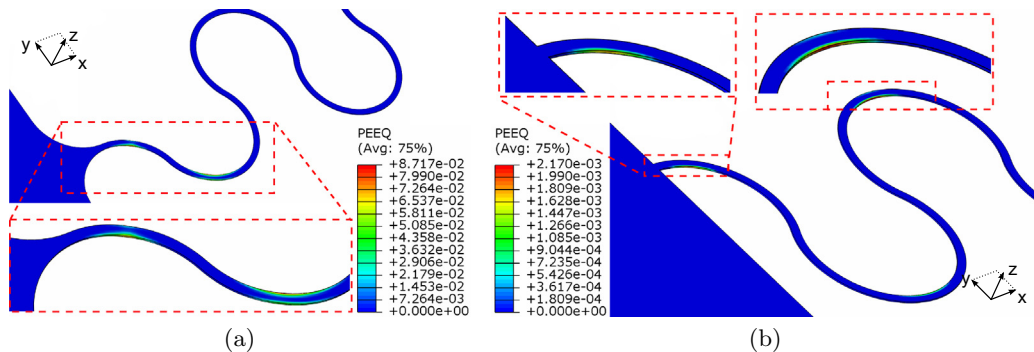 y z x
PEEQ
(Avg: 75%)
+8.717e-02
+7.990e-02
+7.264e-02
+6.537e-02
+5.811e-02
+5.085e-02
+4.358e-02
+3.632e-02
+2.906e-02
+2.179e-02
+1.453e-02
+7.264e-03
+0.000e+00
(a)
PEEQ
(Avg: 75%)
+2.170e-03
+1.990e-03
+1.809e-03
+1.628e-03
+1.447e-03
+1.266e-03
+1.085e-03
+9.044e-04
+7.235e-04
+5.426e-04
+3.617e-04
+1.809e-04
+0.000e+00
y z x
(b)